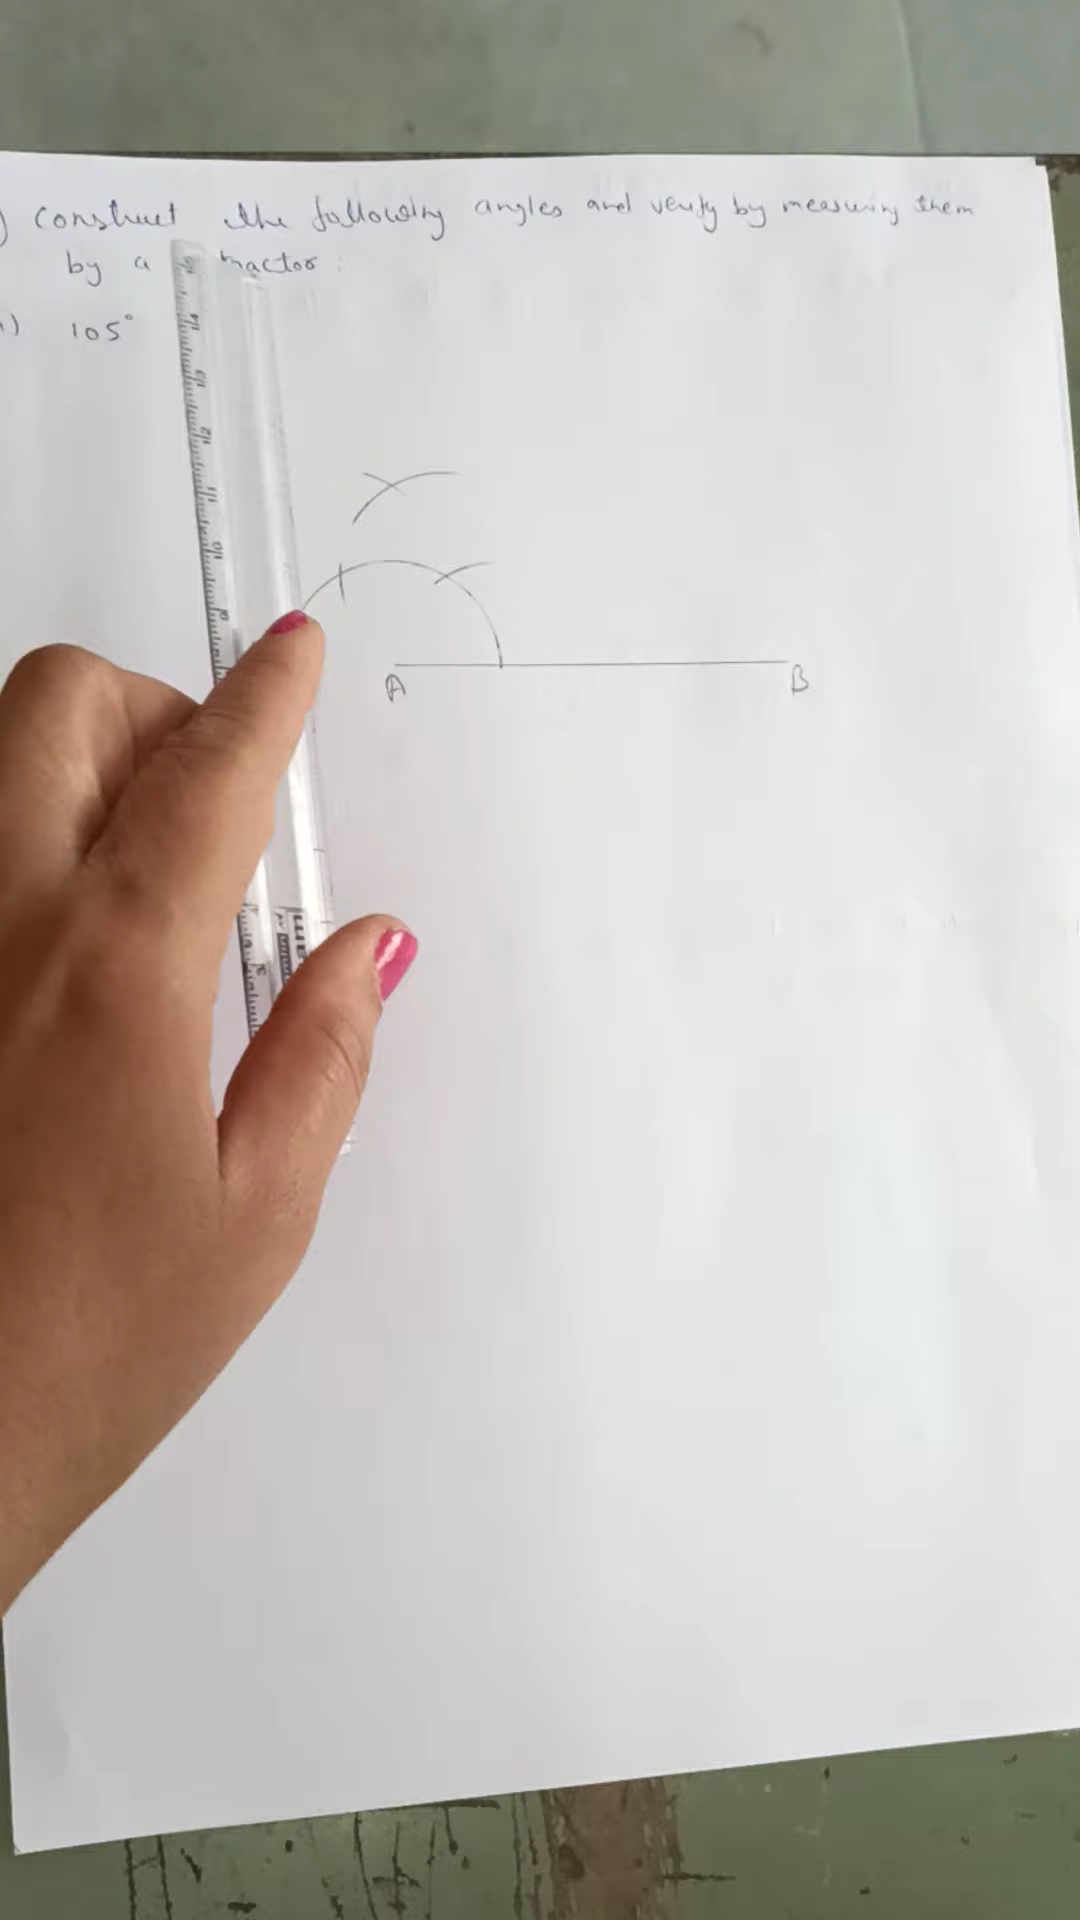 construct the following angles and verify by measuring them
by a tractor:
105°
A
B